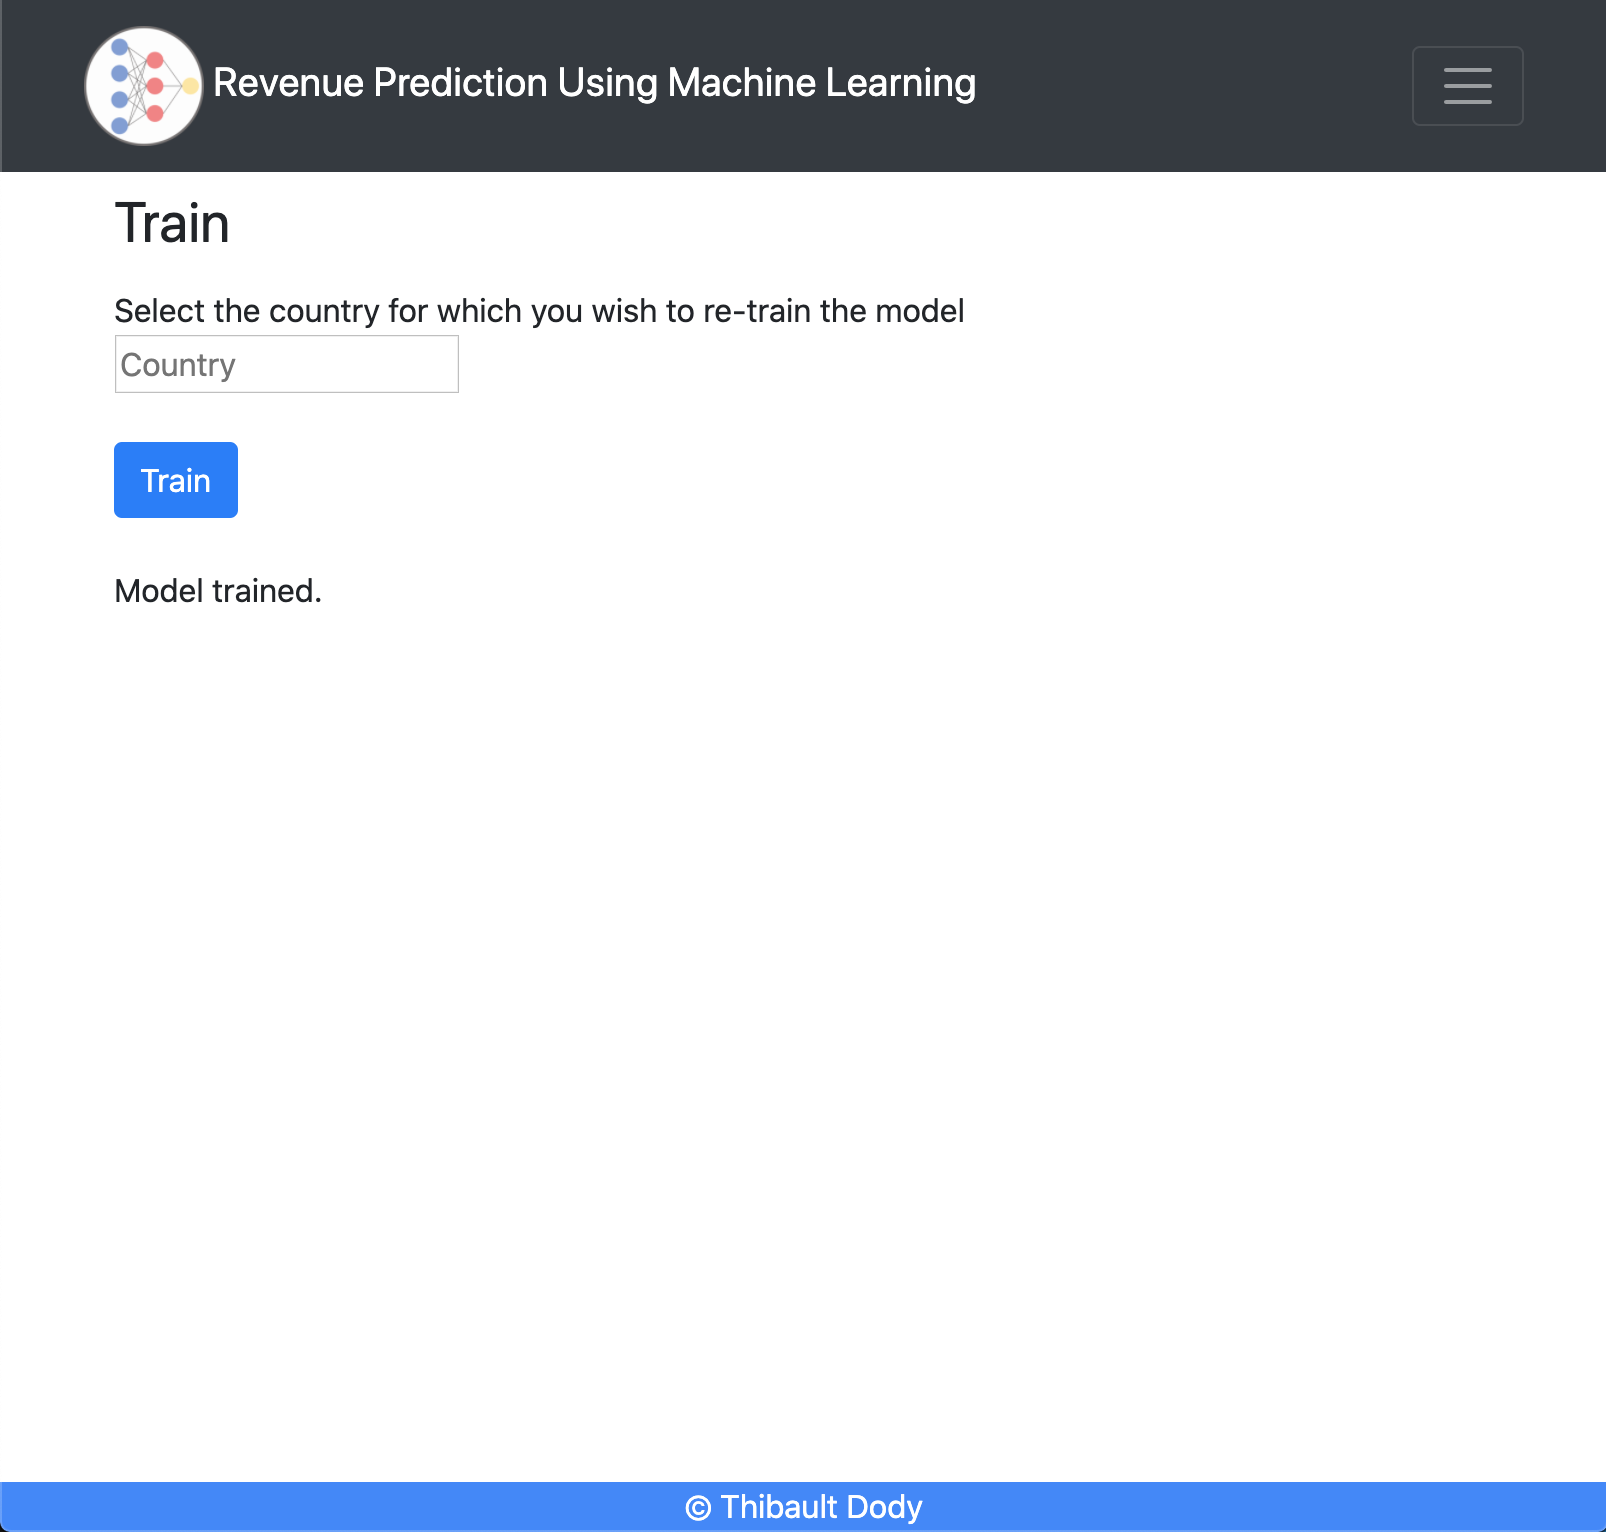 Revenue Prediction Using Machine Learning
Train
Select the country for which you wish to re-train the model
Country
Train
Model trained.
© Thibault Dody